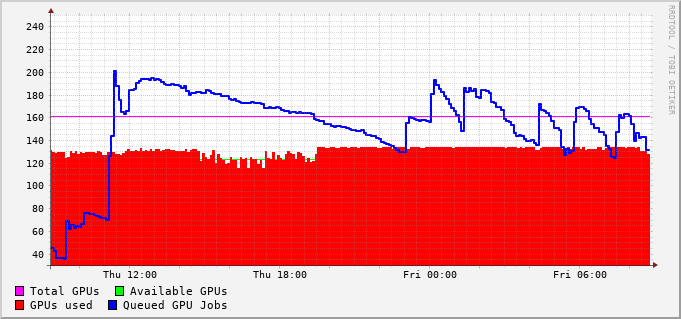 RRDTOOL / TOBI OETIKER
240
220
200
180
160
140
120
100
80
60
40
Thu 12:00 Thu 18:00 Fri 00:00 Fri 06:00
Total GPUs Available GPUs
GPUs used Queued GPU Jobs